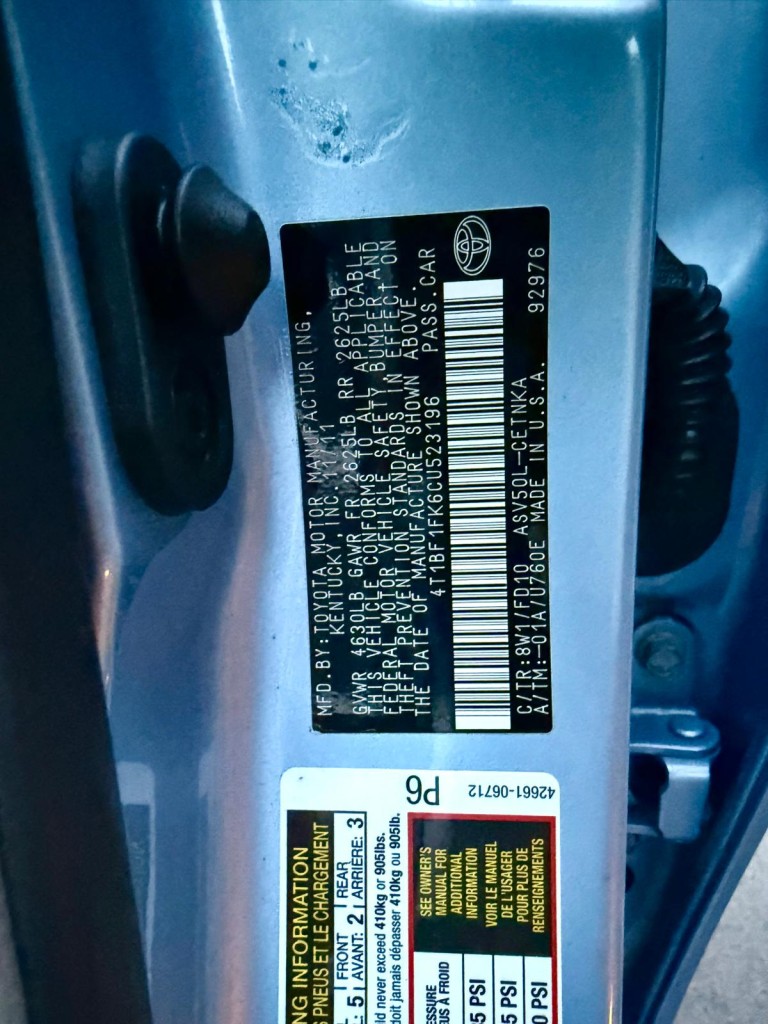 MFD.BY:TOYOTA MOTOR MANUFACTURING,
KENTUCKY,INC. 11/11
GVWR 4630LB GAWR FR 2625LB RR 2625LB
THIS VEHICLE CONFORMS TO ALL APPLICABLE
FEDERAL MOTOR VEHICLE SAFETY, BUMPER AND
THEFT PREVENTION STANDARDS IN EFFECT ON
THE DATE OF MANUFACTURE SHOWN ABOVE.
4T1BF1FK6CU523196 PASS.CAR
C/TR:8W1/FD10 ASV50L-CETNKA
A/TM:-01A/U760E MADE IN U.S.A. 92976
P6
42661-06712
NG INFORMATION
PNEUS ET LE CHARGEMENT
5 FRONT 2 REAR 3
AVANT: ARRIÈRE:
ld never exceed 410kg or 905lbs.
doit jamais dépasser 410kg ou 905lb.
SEE OWNER'S
MANUAL FOR
ADDITIONAL
INFORMATION
VOIR LE MANUEL
DE L'USAGER
POUR PLUS DE
RENSEIGNEMENTS
ESSURE
US À FROID
5 PSI
5 PSI
0 PSI